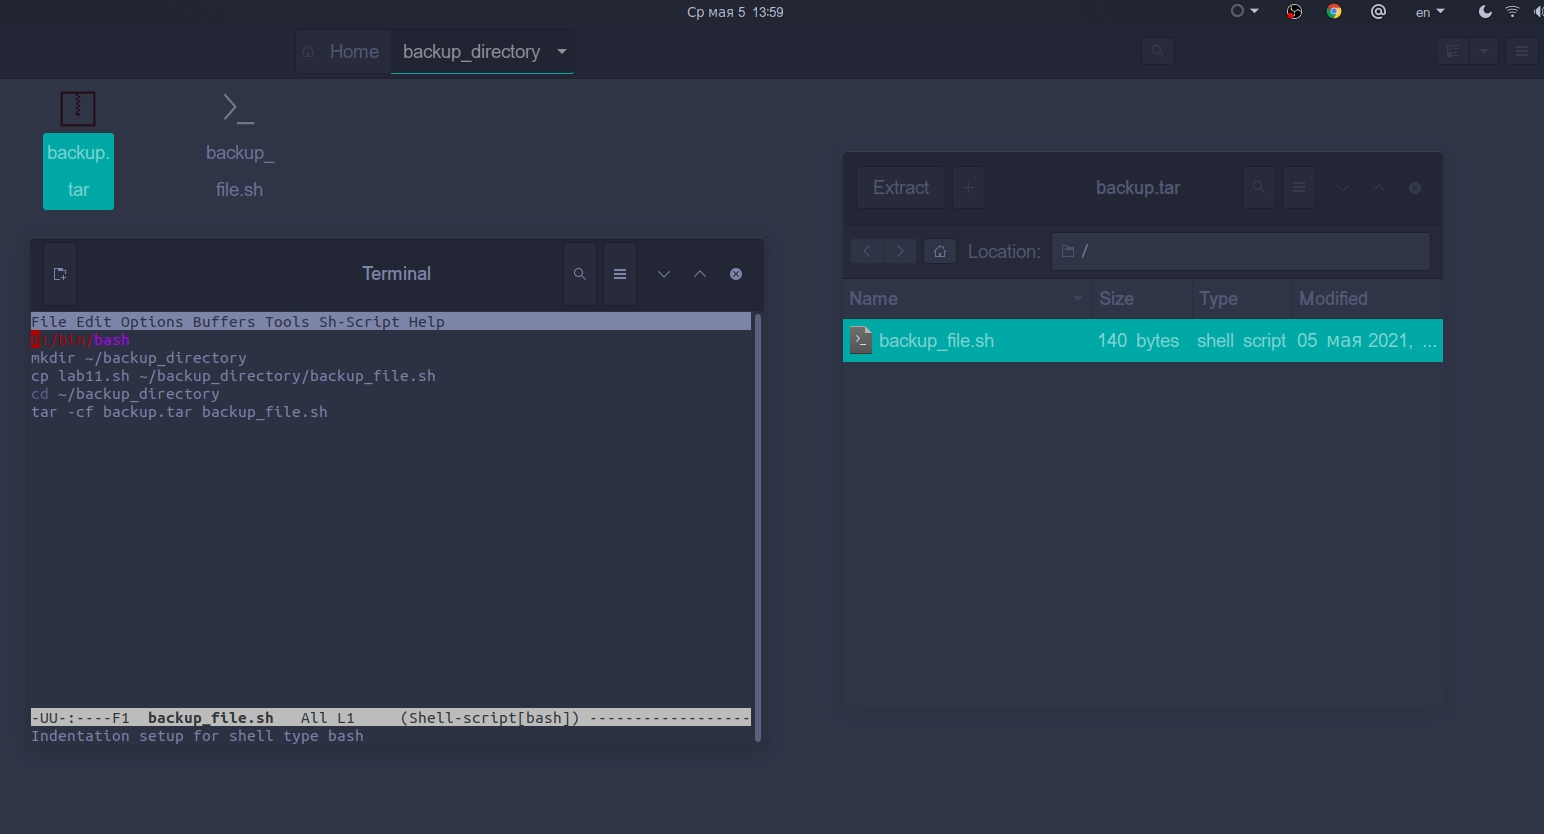 Ср мая 5 13:59
en
Home backup_directory
backup.
tar
backup_
file.sh
Extract + backup.tar
Location: /
Name Size Type Modified
backup_file.sh 140 bytes shell script 05 мая 2021, ...
Terminal
File Edit Options Buffers Tools Sh-Script Help
#!/bin/bash
mkdir ~/backup_directory
cp lab11.sh ~/backup_directory/backup_file.sh
cd ~/backup_directory
tar -cf backup.tar backup_file.sh
-UU-:----F1 backup_file.sh All L1 (Shell-script[bash]) ------------------
Indentation setup for shell type bash